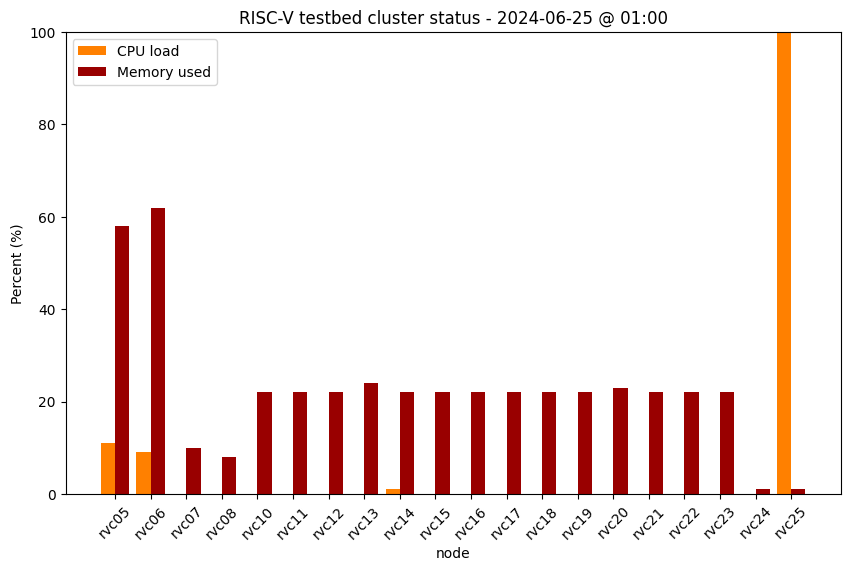 RISC-V testbed cluster status - 2024-06-25 @ 01:00
CPU load
Memory used
Percent (%)
100
80
60
40
20
0
rvc05 rvc06 rvc07 rvc08 rvc10 rvc11 rvc12 rvc13 rvc14 rvc15 rvc16 rvc17 rvc18 rvc19 rvc20 rvc21 rvc22 rvc23 rvc24 rvc25
node